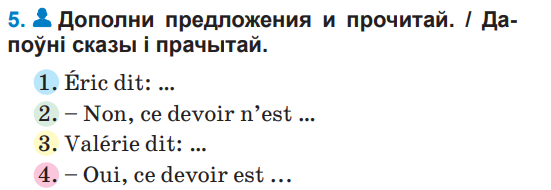 5. Дополни предложения и прочитай. / Да-
поўні сказы і прачытай.
1. Éric dit: ...
2. – Non, ce devoir n’est ...
3. Valérie dit: ...
4. – Oui, ce devoir est ...